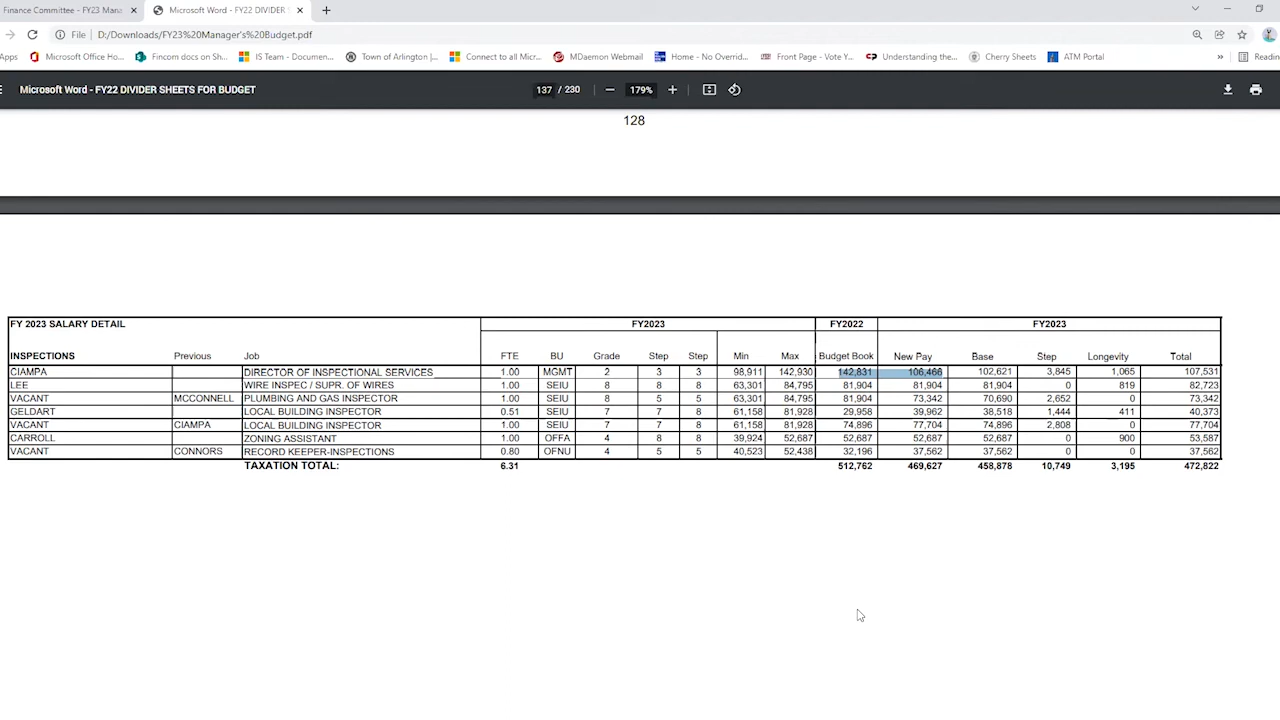 Finance Committee - FY23 Mana
Microsoft Word - FY22 DIVIDER
File D:/Downloads/FY23%20Manager's%20Budget.pdf
Apps Microsoft Office Ho... Fincom docs on Sh... IS Team - Documen... Town of Arlington |... Connect to all Micr... MDaemon Webmail Home - No Overrid... Front Page - Vote Y... Understanding the... Cherry Sheets ATM Portal » Readin
Microsoft Word - FY22 DIVIDER SHEETS FOR BUDGET 137 / 230 179%
128
FY 2023 SALARY DETAIL FY2023 FY2022 FY2023
INSPECTIONS Previous Job FTE BU Grade Step Step Min Max Budget Book New Pay Base Step Longevity Total
CIAMPA DIRECTOR OF INSPECTIONAL SERVICES 1.00 MGMT 2 3 3 98,911 142,930 142,831 106,466 102,621 3,845 1,065 107,531
LEE WIRE INSPEC / SUPR. OF WIRES 1.00 SEIU 8 8 8 63,301 84,795 81,904 81,904 81,904 0 819 82,723
VACANT MCCONNELL PLUMBING AND GAS INSPECTOR 1.00 SEIU 8 5 5 63,301 84,795 81,904 73,342 70,690 2,652 0 73,342
GELDART LOCAL BUILDING INSPECTOR 0.51 SEIU 7 7 8 61,158 81,928 29,958 39,962 38,518 1,444 411 40,373
VACANT CIAMPA LOCAL BUILDING INSPECTOR 1.00 SEIU 7 7 8 61,158 81,928 74,896 77,704 74,896 2,808 0 77,704
CARROLL ZONING ASSISTANT 1.00 OFFA 4 8 8 39,924 52,687 52,687 52,687 52,687 0 900 53,587
VACANT CONNORS RECORD KEEPER-INSPECTIONS 0.80 OFNU 4 5 5 40,523 52,438 32,196 37,562 37,562 0 0 37,562
TAXATION TOTAL: 6.31 512,762 469,627 458,878 10,749 3,195 472,822